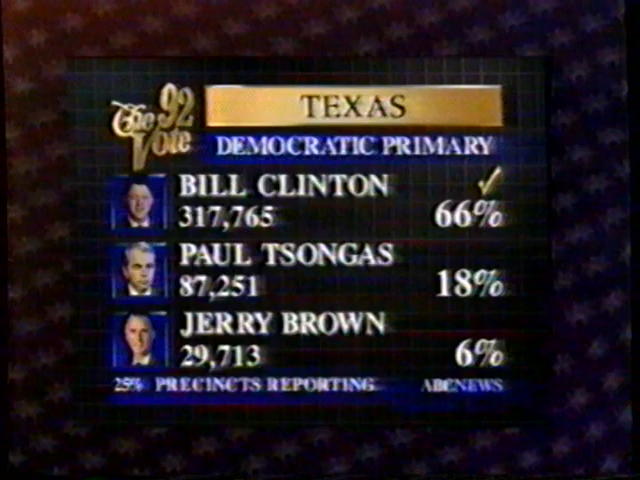 The 92 Vote
TEXAS
DEMOCRATIC PRIMARY
BILL CLINTON ✓
317,765 66%
PAUL TSONGAS
87,251 18%
JERRY BROWN
29,713 6%
25% PRECINCTS REPORTING ABCNEWS